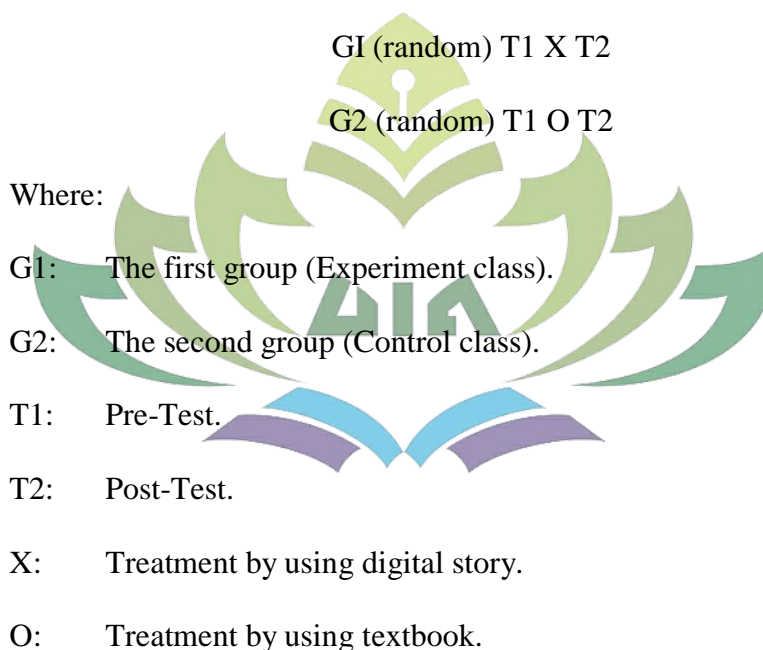 GI (random) T1 X T2
G2 (random) T1 O T2
Where:
G1: The first group (Experiment class).
UIN
G2: The second group (Control class).
T1: Pre-Test.
T2: Post-Test.
X: Treatment by using digital story.
O: Treatment by using textbook.